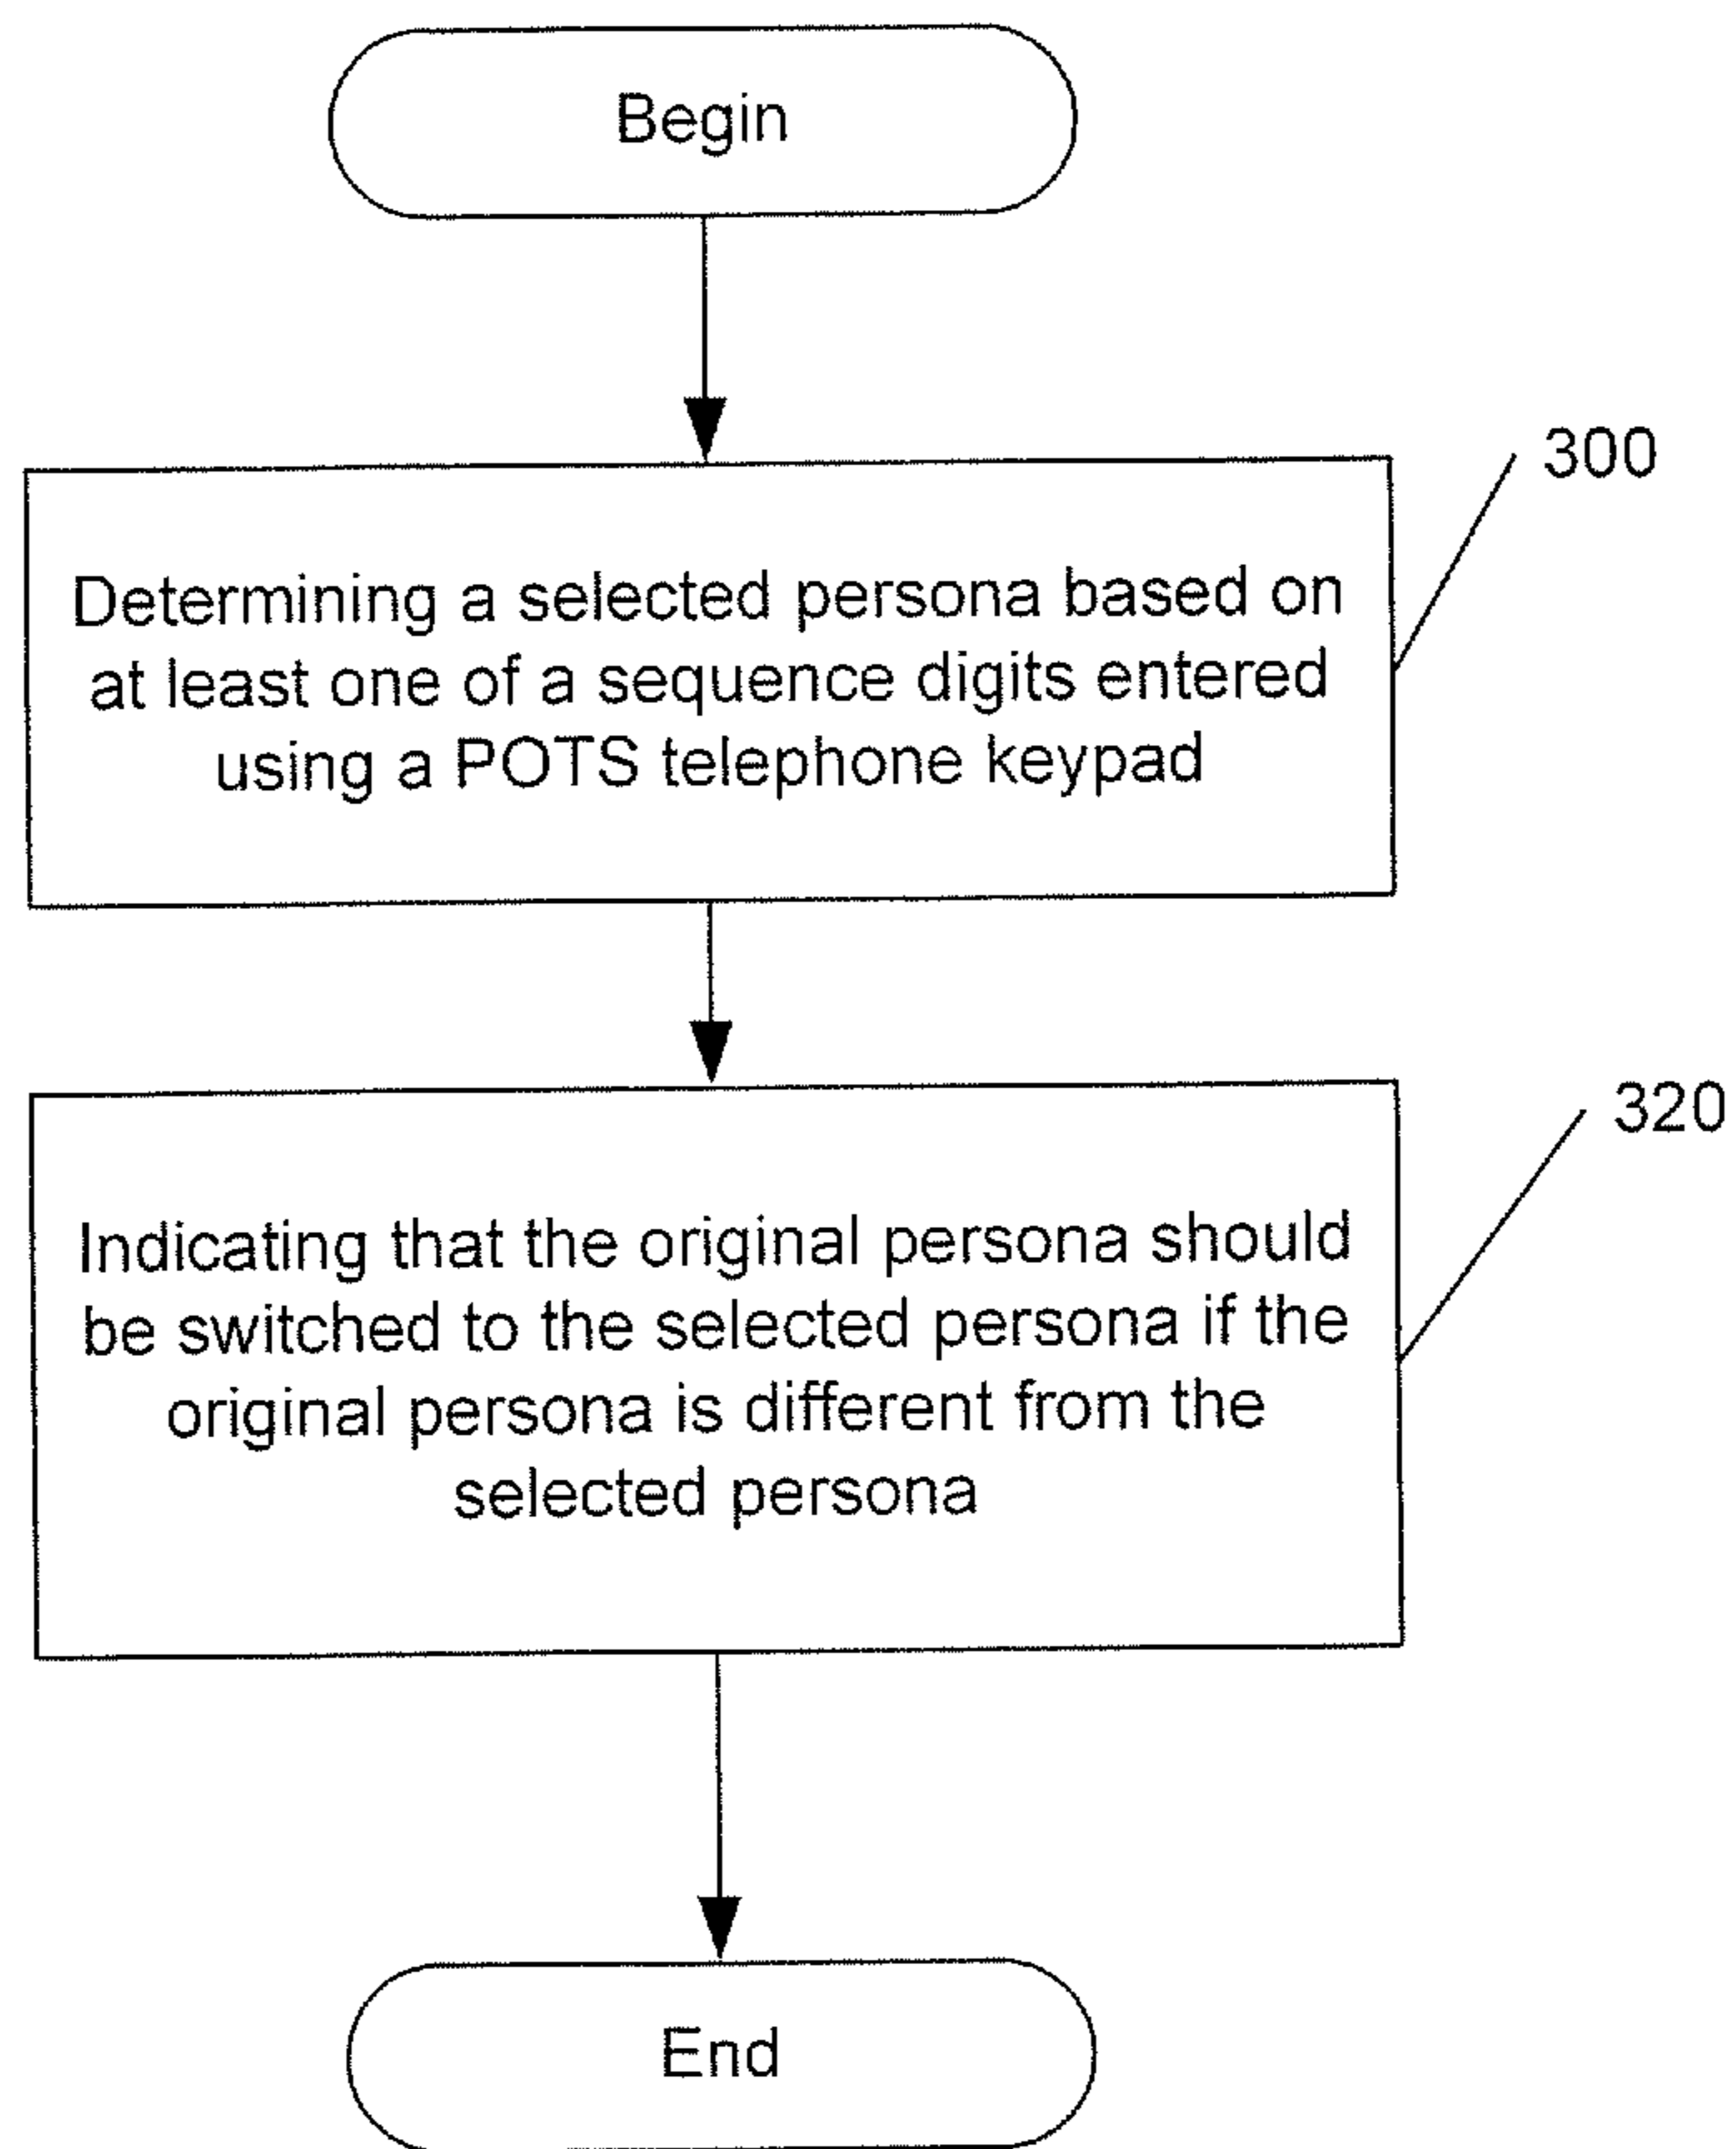 Begin
300
Determining a selected persona based on
at least one of a sequence digits entered
using a POTS telephone keypad
320
Indicating that the original persona should
be switched to the selected persona if the
original persona is different from the
selected persona
End